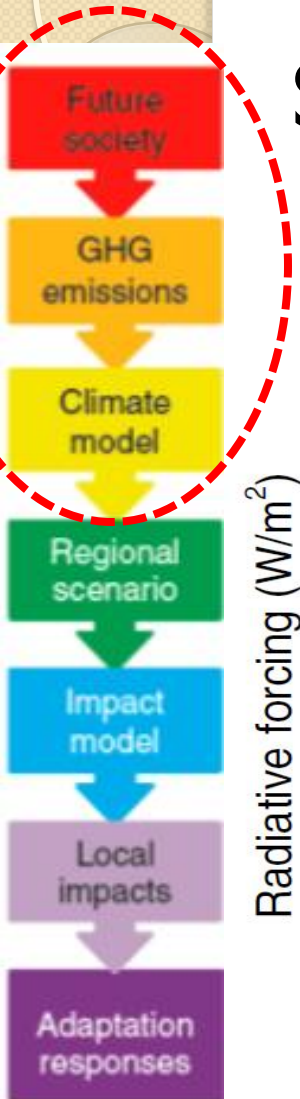 Future
society
GHG
emissions
Climate
model
Regional
scenario
Impact
model
Local
impacts
Adaptation
responses
Radiative forcing (W/m²)